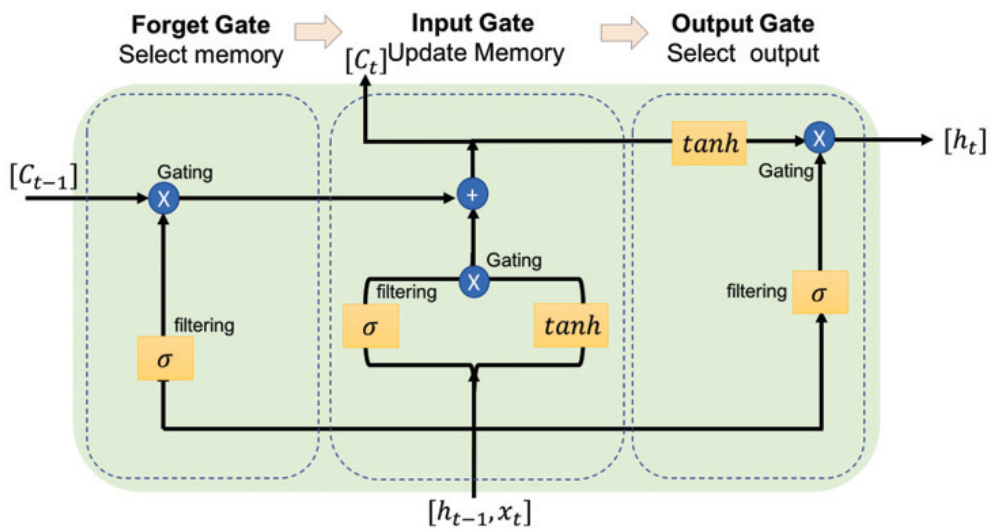 Forget Gate
Select memory
Input Gate
Update Memory
Output Gate
Select output
[C_t]
[C_{t-1}]
Gating
X
+
tanh
X
[h_t]
Gating
Gating
X
filtering
σ
tanh
filtering
σ
filtering
σ
[h_{t-1}, x_t]